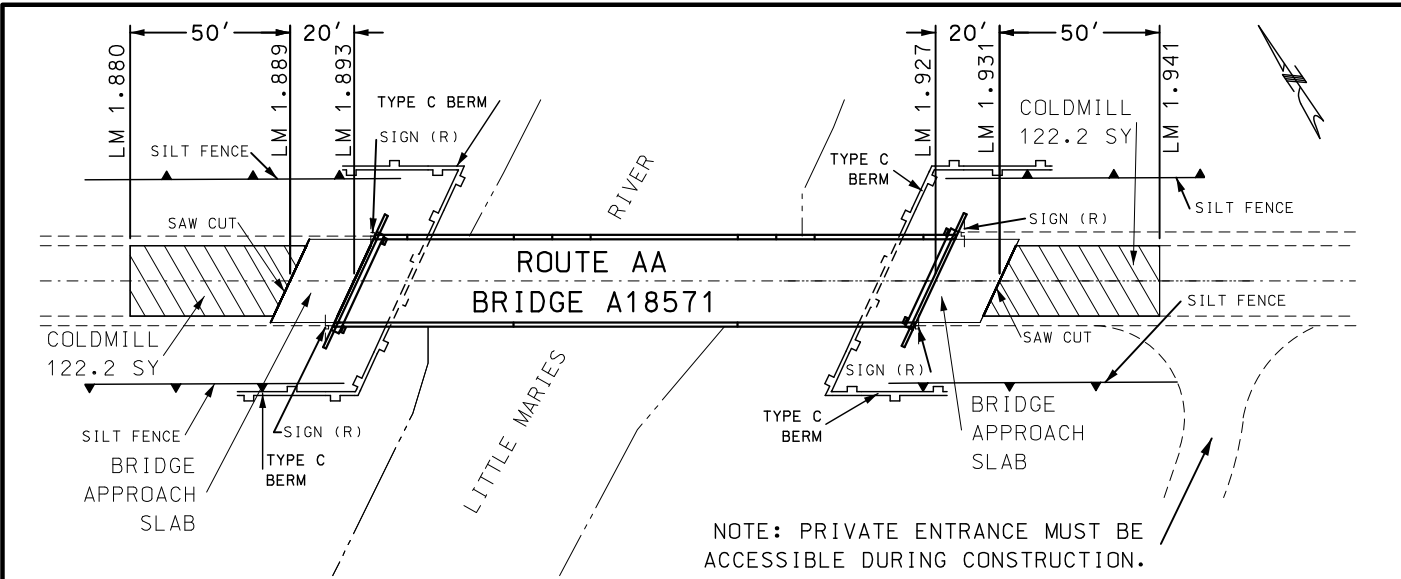 50' 20'
20' 50'
LM 1.880
LM 1.889
LM 1.893
LM 1.927
LM 1.931
LM 1.941
TYPE C BERM
SIGN (R)
SILT FENCE
SAW CUT
COLDMILL
122.2 SY
TYPE C
BERM
SILT FENCE
SIGN (R)
RIVER
ROUTE AA
BRIDGE A18571
SILT FENCE
SAW CUT
COLDMILL
122.2 SY
SIGN (R)
LITTLE MARIES
SILT FENCE
SIGN (R)
BRIDGE
APPROACH
SLAB
TYPE C
BERM
TYPE C
BERM
BRIDGE
APPROACH
SLAB
NOTE: PRIVATE ENTRANCE MUST BE
ACCESSIBLE DURING CONSTRUCTION.